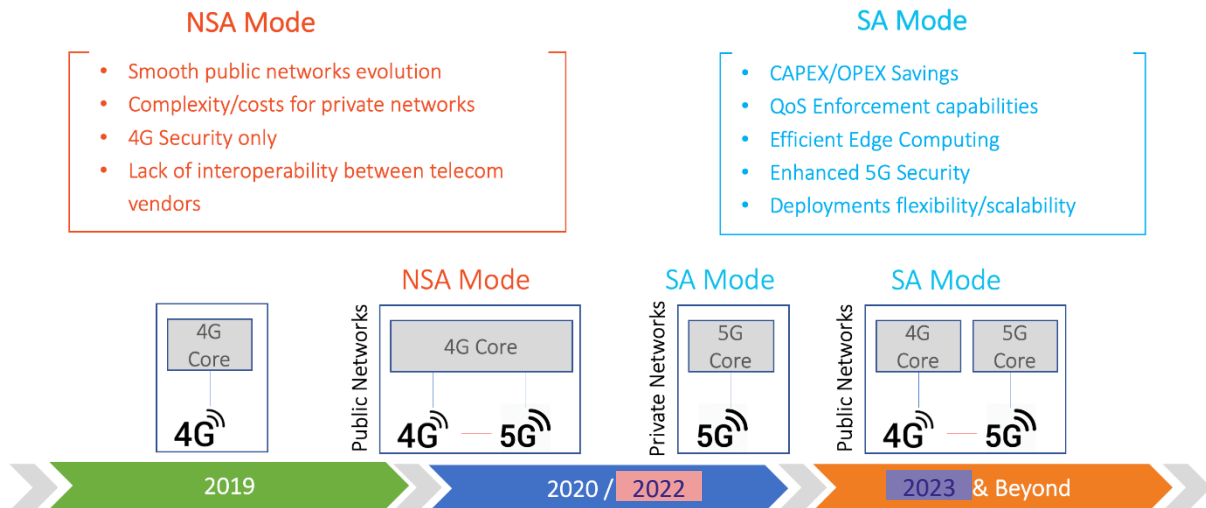 NSA Mode
• Smooth public networks evolution
• Complexity/costs for private networks
• 4G Security only
• Lack of interoperability between telecom
vendors
SA Mode
• CAPEX/OPEX Savings
• QoS Enforcement capabilities
• Efficient Edge Computing
• Enhanced 5G Security
• Deployments flexibility/scalability
4G
Core
4G
NSA Mode
Public Networks
4G Core
4G
5G
SA Mode
Private Networks
5G
Core
5G
SA Mode
Public Networks
4G
Core
5G
Core
4G
5G
2019
2020 / 2022
2023 & Beyond